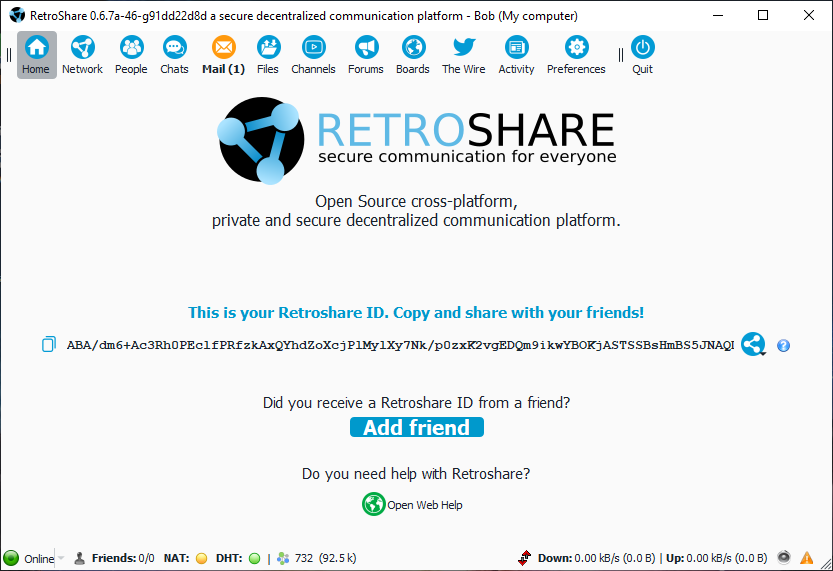 RetroShare 0.6.7a-46-g91dd22d8d a secure decentralized communication platform - Bob (My computer)
Home Network People Chats Mail (1) Files Channels Forums Boards The Wire Activity Preferences Quit
RETROSHARE
secure communication for everyone
Open Source cross-platform,
private and secure decentralized communication platform.
This is your Retroshare ID. Copy and share with your friends!
ABA/dm6+Ac3Rh0PEclfPRfzkAxQYhdZoXcjPlMylXy7Nk/p0zxK2vgEDQm9ikwYBOKjASTSSBsHmBS5JNAQI
Did you receive a Retroshare ID from a friend?
Add friend
Do you need help with Retroshare?
Open Web Help
Online Friends: 0/0 NAT: DHT: | 732 (92.5 k) Down: 0.00 kB/s (0.0 B) | Up: 0.00 kB/s (0.0 B)